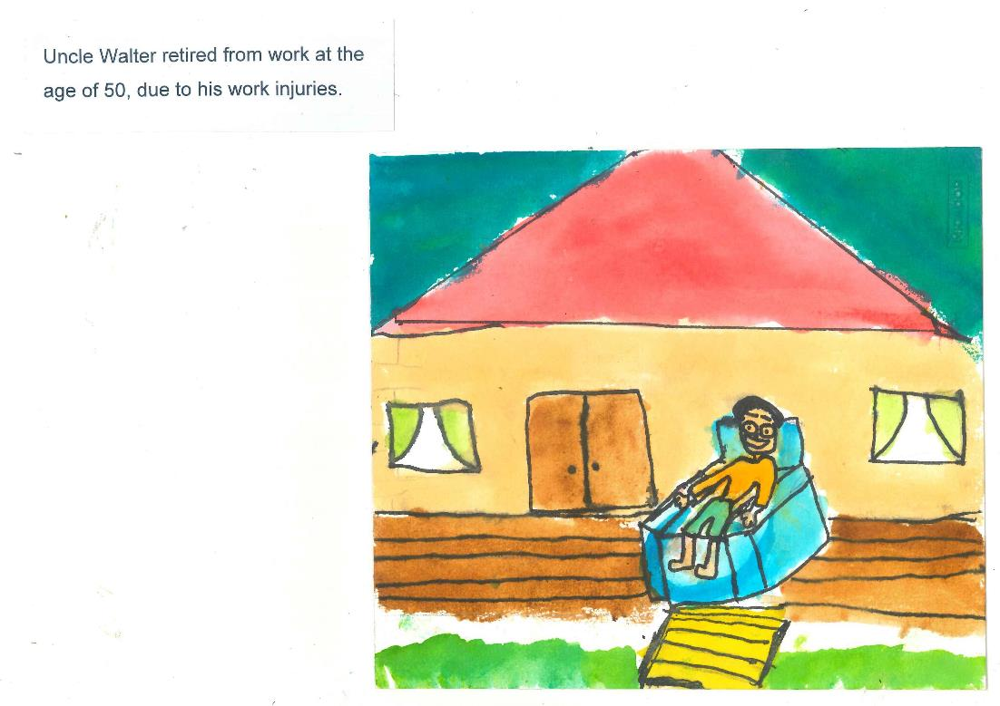 Uncle Walter retired from work at the
age of 50, due to his work injuries.